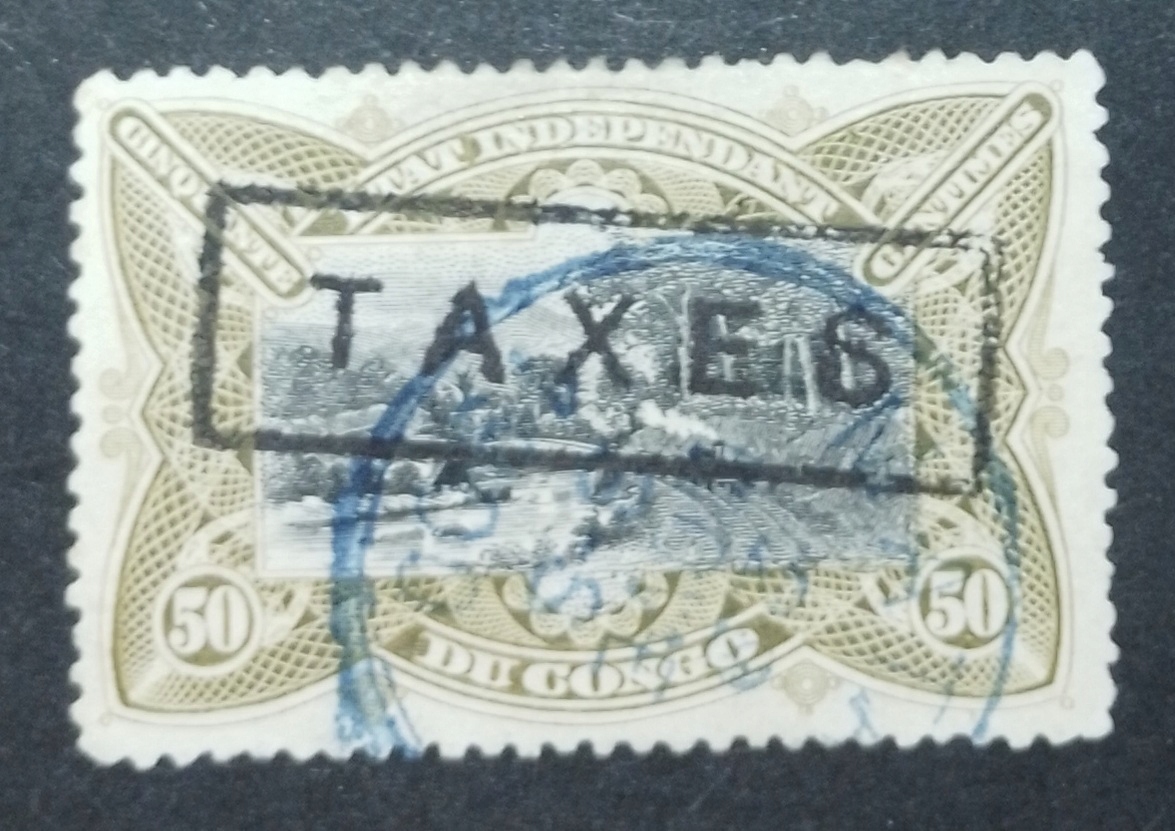 CINQUANTE
ETAT INDEPENDANT
CENTIMES
TAXES
50
50
DU CONGO